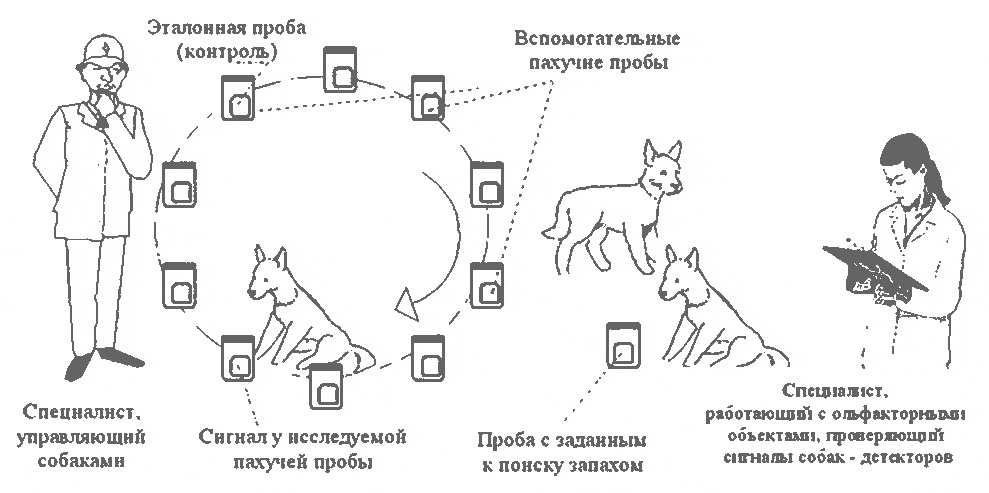 Эталонная проба
(контроль)
Вспомогательные
пахучие пробы
Специалист,
управляющий
собаками
Сигнал у исследуемой
пахучей пробы
Проба с заданным
к поиску запахом
Специалист,
работающий с ольфакторными
объектами, проверяющий
сигналы собак - детекторов